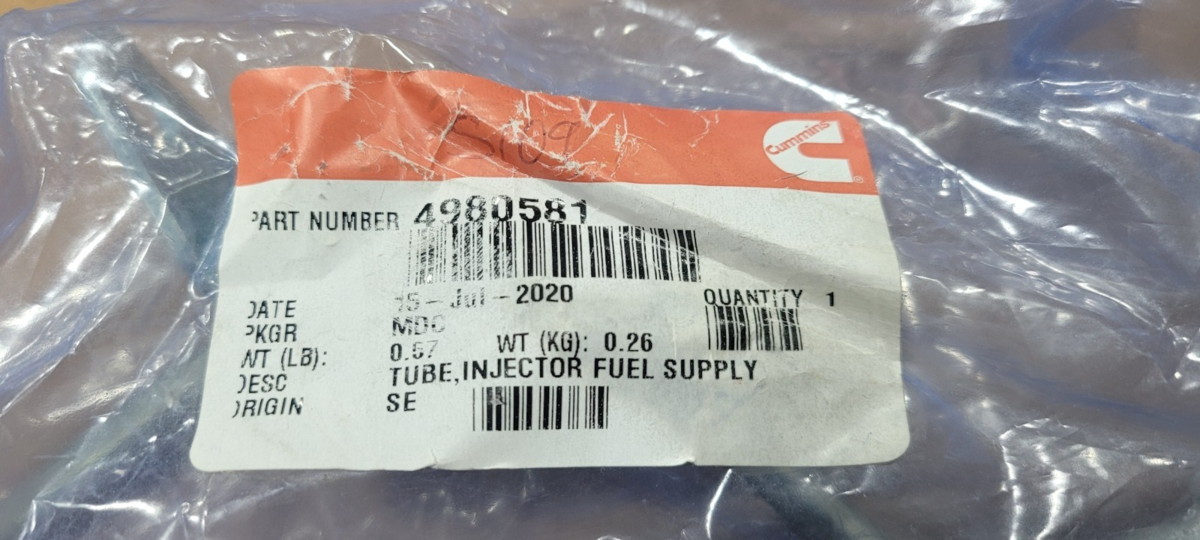 Cummins
PART NUMBER 4980581
DATE 15-Jul-2020 QUANTITY 1
PKGR MDC
WT (LB): 0.57 WT (KG): 0.26
DESC TUBE,INJECTOR FUEL SUPPLY
ORIGIN SE